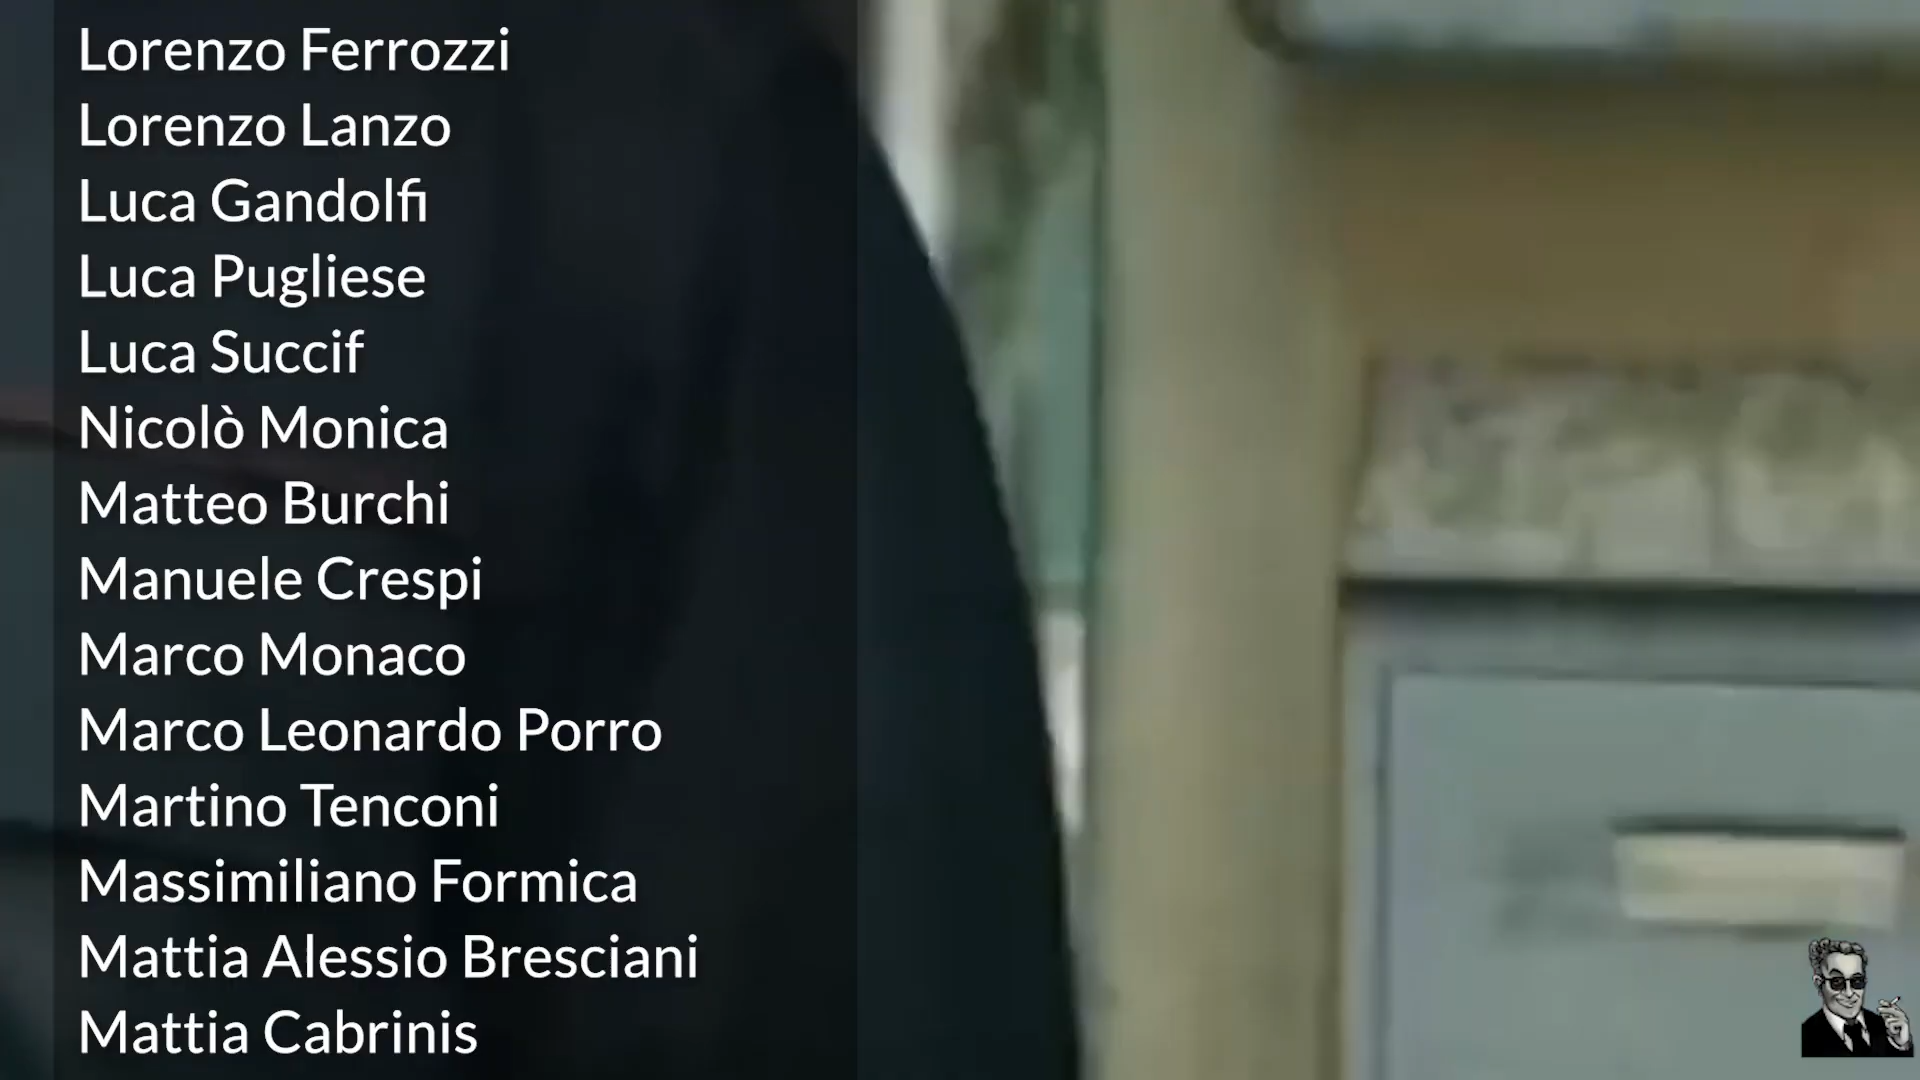 Lorenzo Ferrozzi
Lorenzo Lanzo
Luca Gandolfi
Luca Pugliese
Luca Succif
Nicolò Monica
Matteo Burchi
Manuele Crespi
Marco Monaco
Marco Leonardo Porro
Martino Tenconi
Massimiliano Formica
Mattia Alessio Bresciani
Mattia Cabrinis